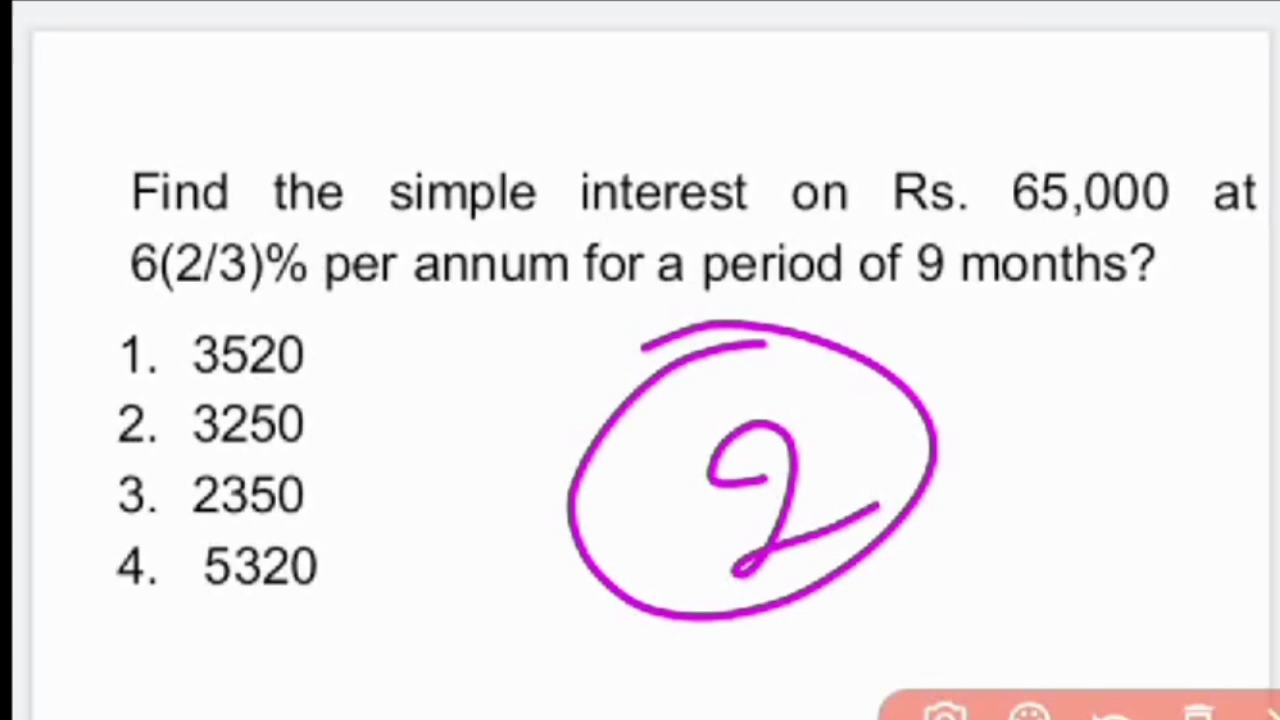 Find the simple interest on Rs. 65,000 at
6(2/3)% per annum for a period of 9 months?
1. 3520
2. 3250
3. 2350
4. 5320
2